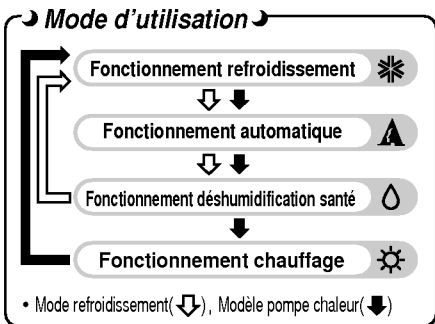 Mode d'utilisation
Fonctionnement refroidissement
Fonctionnement automatique
Fonctionnement déshumidification santé
Fonctionnement chauffage
• Mode refroidissement( ), Modèle pompe chaleur( )